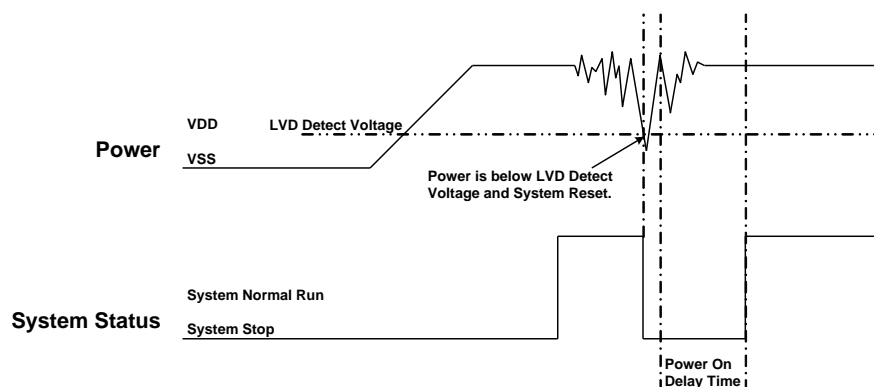 VDD
LVD Detect Voltage
Power
VSS
Power is below LVD Detect
Voltage and System Reset.
System Normal Run
System Status
System Stop
Power On
Delay Time